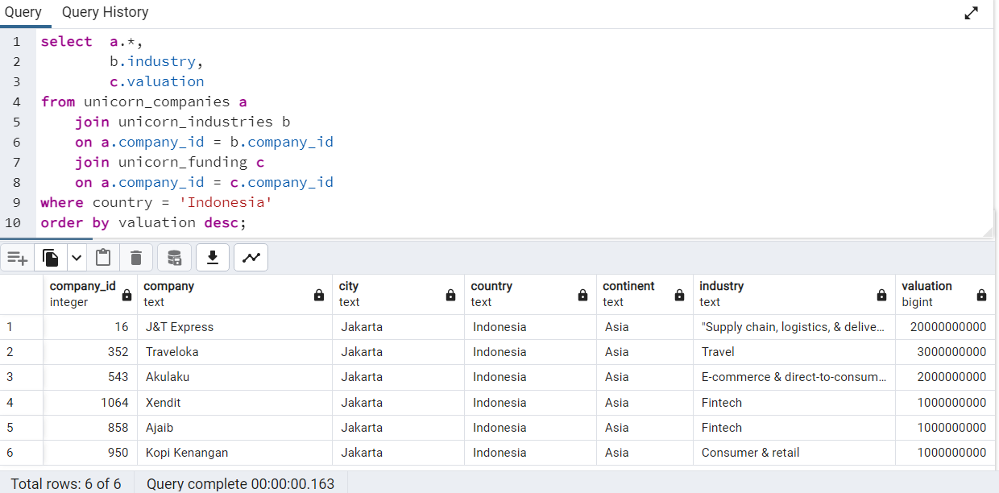 Query Query History
1 select a.*,
2 b.industry,
3 c.valuation
4 from unicorn_companies a
5 join unicorn_industries b
6 on a.company_id = b.company_id
7 join unicorn_funding c
8 on a.company_id = c.company_id
9 where country = 'Indonesia'
10 order by valuation desc;
company_id company city country continent industry valuation
integer text text text text text bigint
1 16 J&T Express Jakarta Indonesia Asia "Supply chain, logistics, & delive... 20000000000
2 352 Traveloka Jakarta Indonesia Asia Travel 3000000000
3 543 Akulaku Jakarta Indonesia Asia E-commerce & direct-to-consum... 2000000000
4 1064 Xendit Jakarta Indonesia Asia Fintech 1000000000
5 858 Ajaib Jakarta Indonesia Asia Fintech 1000000000
6 950 Kopi Kenangan Jakarta Indonesia Asia Consumer & retail 1000000000
Total rows: 6 of 6 Query complete 00:00:00.163